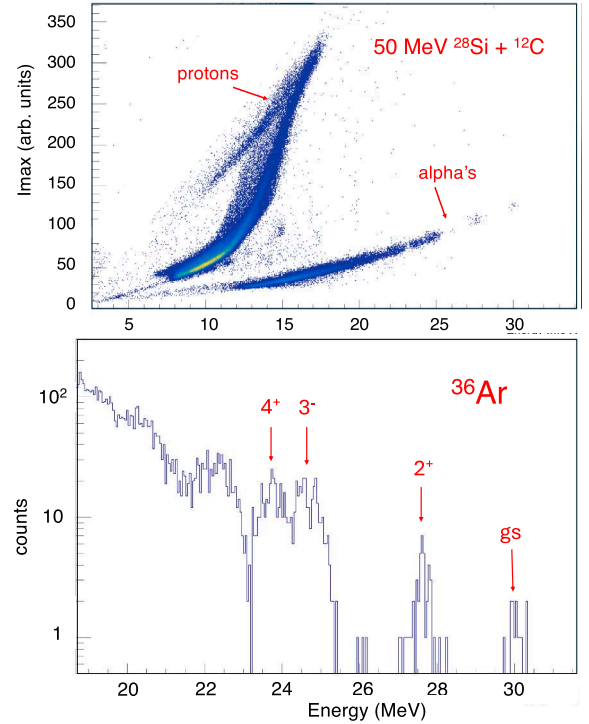 350
300
250
200
150
100
50
0
Imax (arb. units)
50 MeV ²⁸Si + ¹²C
protons
alpha's
5 10 15 20 25 30
10²
10
1
counts
³⁶Ar
4⁺
3⁻
2⁺
gs
20 22 24 26 28 30
Energy (MeV)